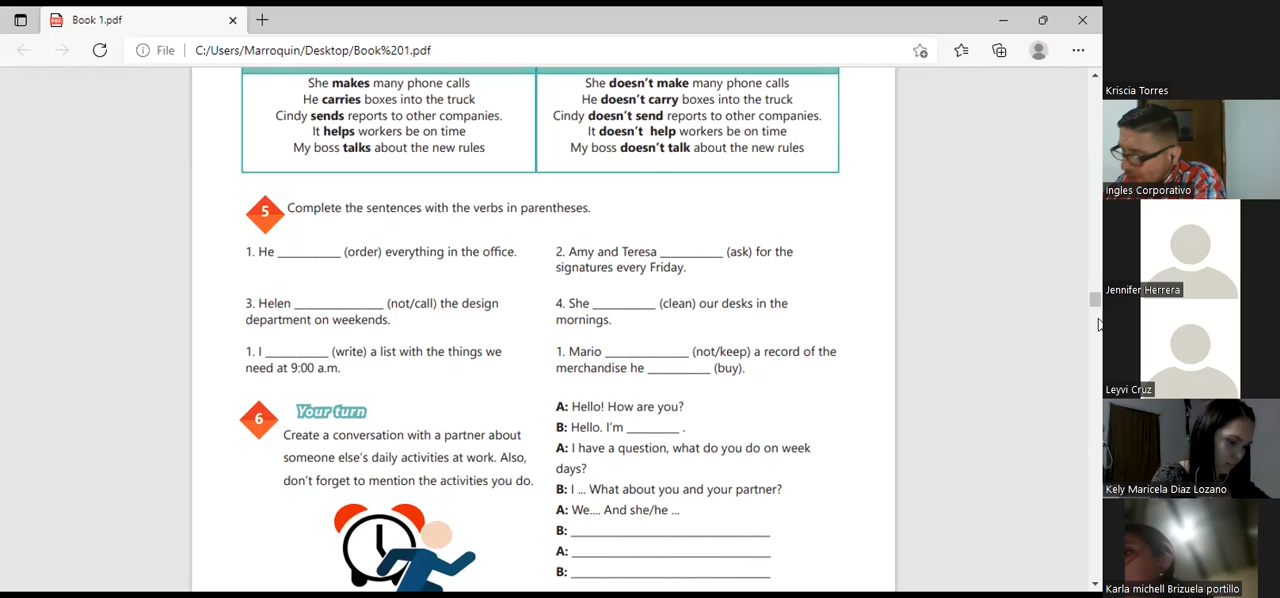 Book 1.pdf
File
C:/Users/Marroquin/Desktop/Book%201.pdf
She makes many phone calls
He carries boxes into the truck
Cindy sends reports to other companies.
It helps workers be on time
My boss talks about the new rules
She doesn't make many phone calls
He doesn't carry boxes into the truck
Cindy doesn't send reports to other companies.
It doesn't help workers be on time
My boss doesn't talk about the new rules
5 Complete the sentences with the verbs in parentheses.
1. He __________ (order) everything in the office.
2. Amy and Teresa __________ (ask) for the
signatures every Friday.
3. Helen ______________ (not/call) the design
department on weekends.
4. She __________ (clean) our desks in the
mornings.
1. I __________ (write) a list with the things we
need at 9:00 a.m.
1. Mario _____________ (not/keep) a record of the
merchandise he __________ (buy).
6 Your turn
Create a conversation with a partner about
someone else's daily activities at work. Also,
don't forget to mention the activities you do.
A: Hello! How are you?
B: Hello. I'm ________ .
A: I have a question, what do you do on week
days?
B: I ... What about you and your partner?
A: We.... And she/he ...
B: ________________________________
A: ________________________________
B: ________________________________
Kriscia Torres
Ingles Corporativo
Jennifer Herrera
Leyvi Cruz
Kely Maricela Diaz Lozano
Karla michell Brizuela portillo